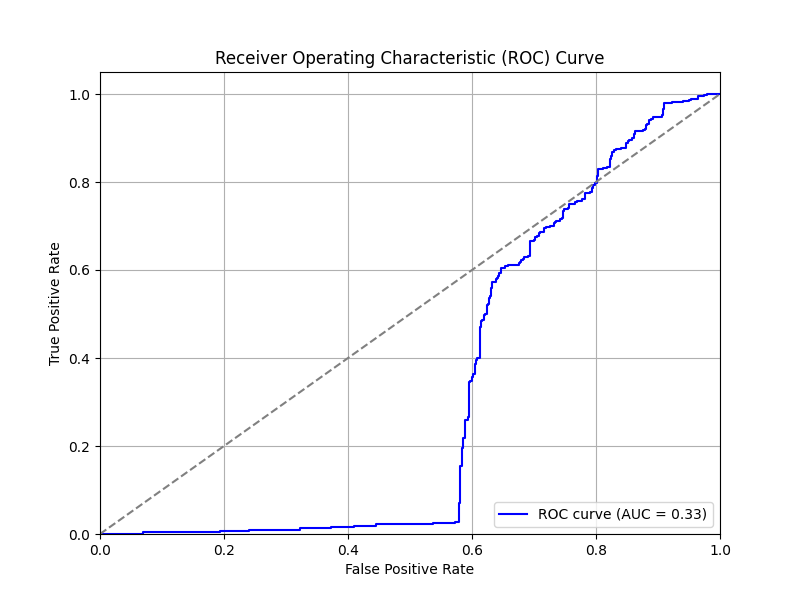 Receiver Operating Characteristic (ROC) Curve
True Positive Rate
1.0
0.8
0.6
0.4
0.2
0.0
0.0 0.2 0.4 0.6 0.8 1.0
False Positive Rate
ROC curve (AUC = 0.33)